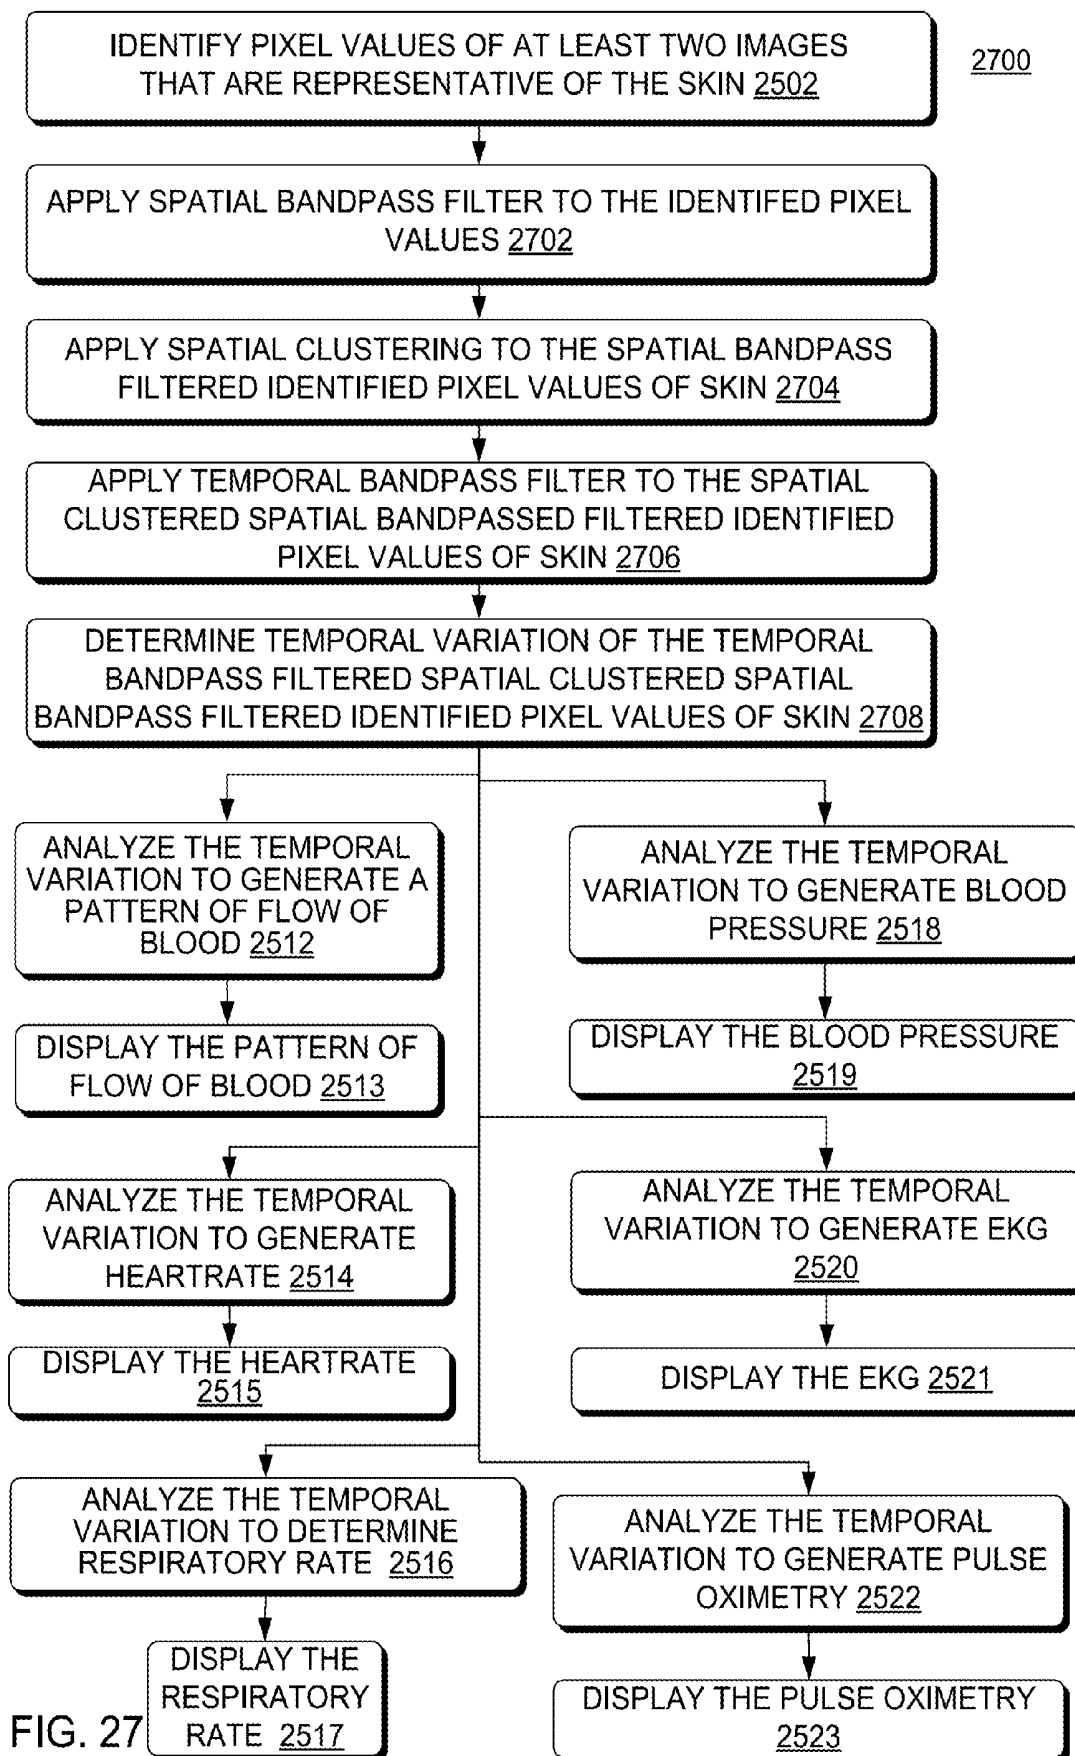 IDENTIFY PIXEL VALUES OF AT LEAST TWO IMAGES
THAT ARE REPRESENTATIVE OF THE SKIN 2502
2700
APPLY SPATIAL BANDPASS FILTER TO THE IDENTIFED PIXEL
VALUES 2702
APPLY SPATIAL CLUSTERING TO THE SPATIAL BANDPASS
FILTERED IDENTIFIED PIXEL VALUES OF SKIN 2704
APPLY TEMPORAL BANDPASS FILTER TO THE SPATIAL
CLUSTERED SPATIAL BANDPASSED FILTERED IDENTIFIED
PIXEL VALUES OF SKIN 2706
DETERMINE TEMPORAL VARIATION OF THE TEMPORAL
BANDPASS FILTERED SPATIAL CLUSTERED SPATIAL
BANDPASS FILTERED IDENTIFIED PIXEL VALUES OF SKIN 2708
ANALYZE THE TEMPORAL
VARIATION TO GENERATE A
PATTERN OF FLOW OF
BLOOD 2512
DISPLAY THE PATTERN OF
FLOW OF BLOOD 2513
ANALYZE THE TEMPORAL
VARIATION TO GENERATE BLOOD
PRESSURE 2518
DISPLAY THE BLOOD PRESSURE
2519
ANALYZE THE TEMPORAL
VARIATION TO GENERATE
HEARTRATE 2514
DISPLAY THE HEARTRATE
2515
ANALYZE THE TEMPORAL
VARIATION TO GENERATE EKG
2520
DISPLAY THE EKG 2521
ANALYZE THE TEMPORAL
VARIATION TO DETERMINE
RESPIRATORY RATE 2516
DISPLAY THE
RESPIRATORY
RATE 2517
ANALYZE THE TEMPORAL
VARIATION TO GENERATE PULSE
OXIMETRY 2522
DISPLAY THE PULSE OXIMETRY
2523
FIG. 27